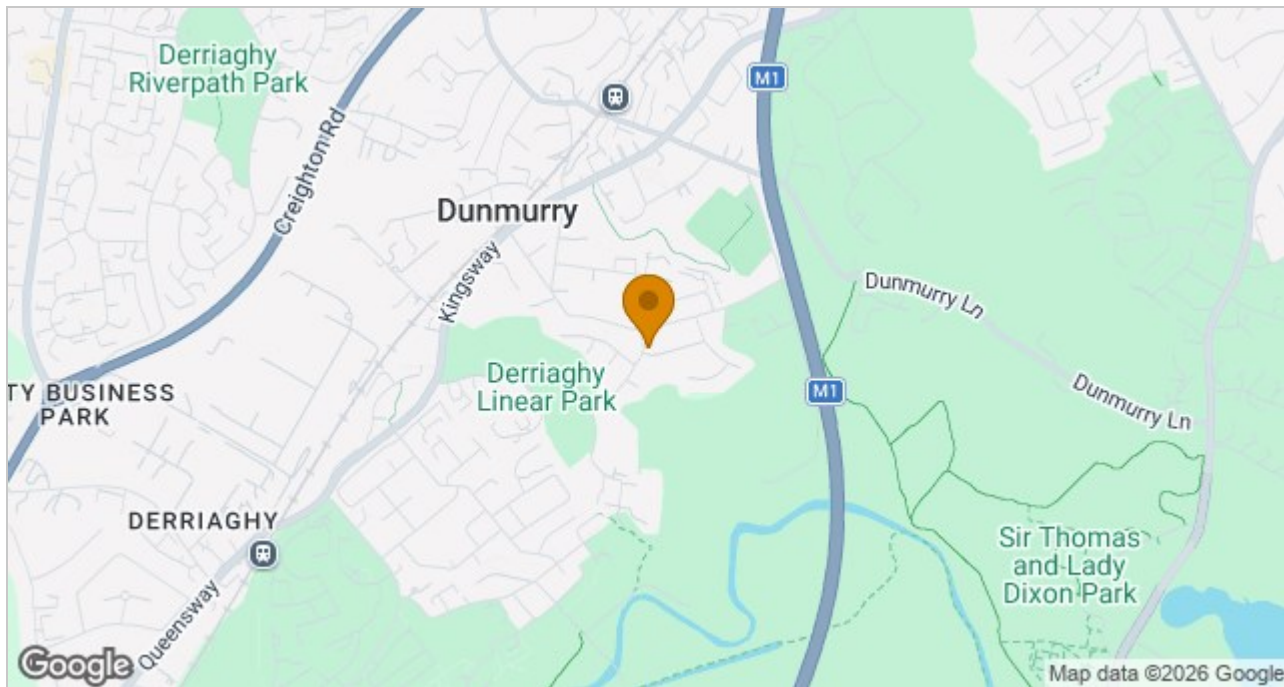 Derriaghy
Riverpath Park
Creighton Rd
M1
Dunmurry
Kingsway
Dunmurry Ln
Derriaghy
Linear Park
M1
Dunmurry Ln
TY BUSINESS
PARK
DERRIAGHY
Queensway
Sir Thomas
and Lady
Dixon Park
Google
Map data ©2026 Google